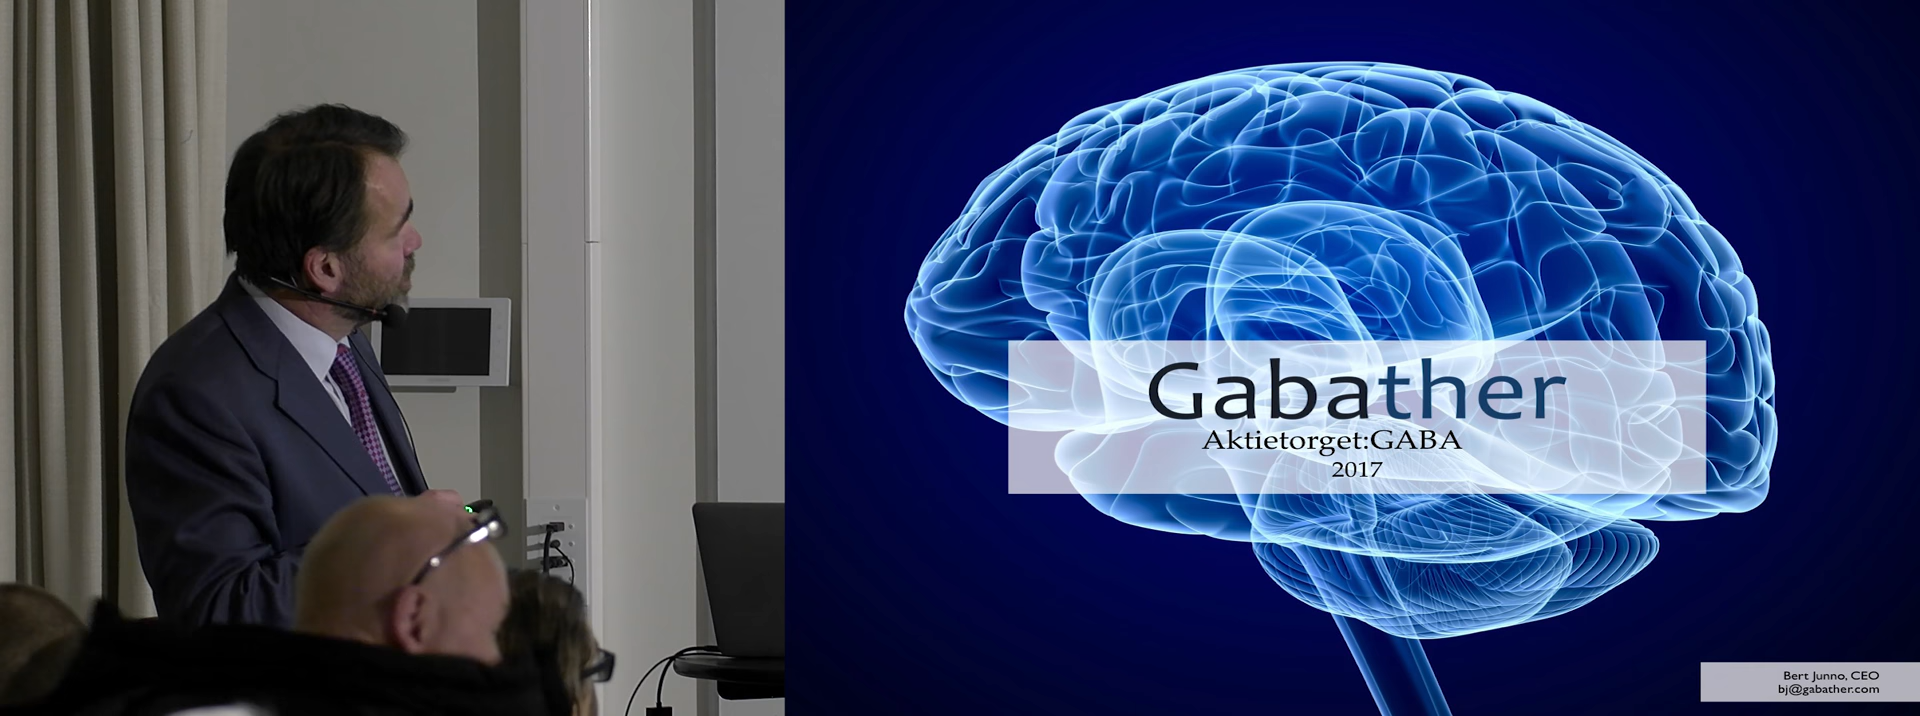 Gabather
Aktietorget:GABA
2017
Bert Junno, CEO
bj@gabather.com